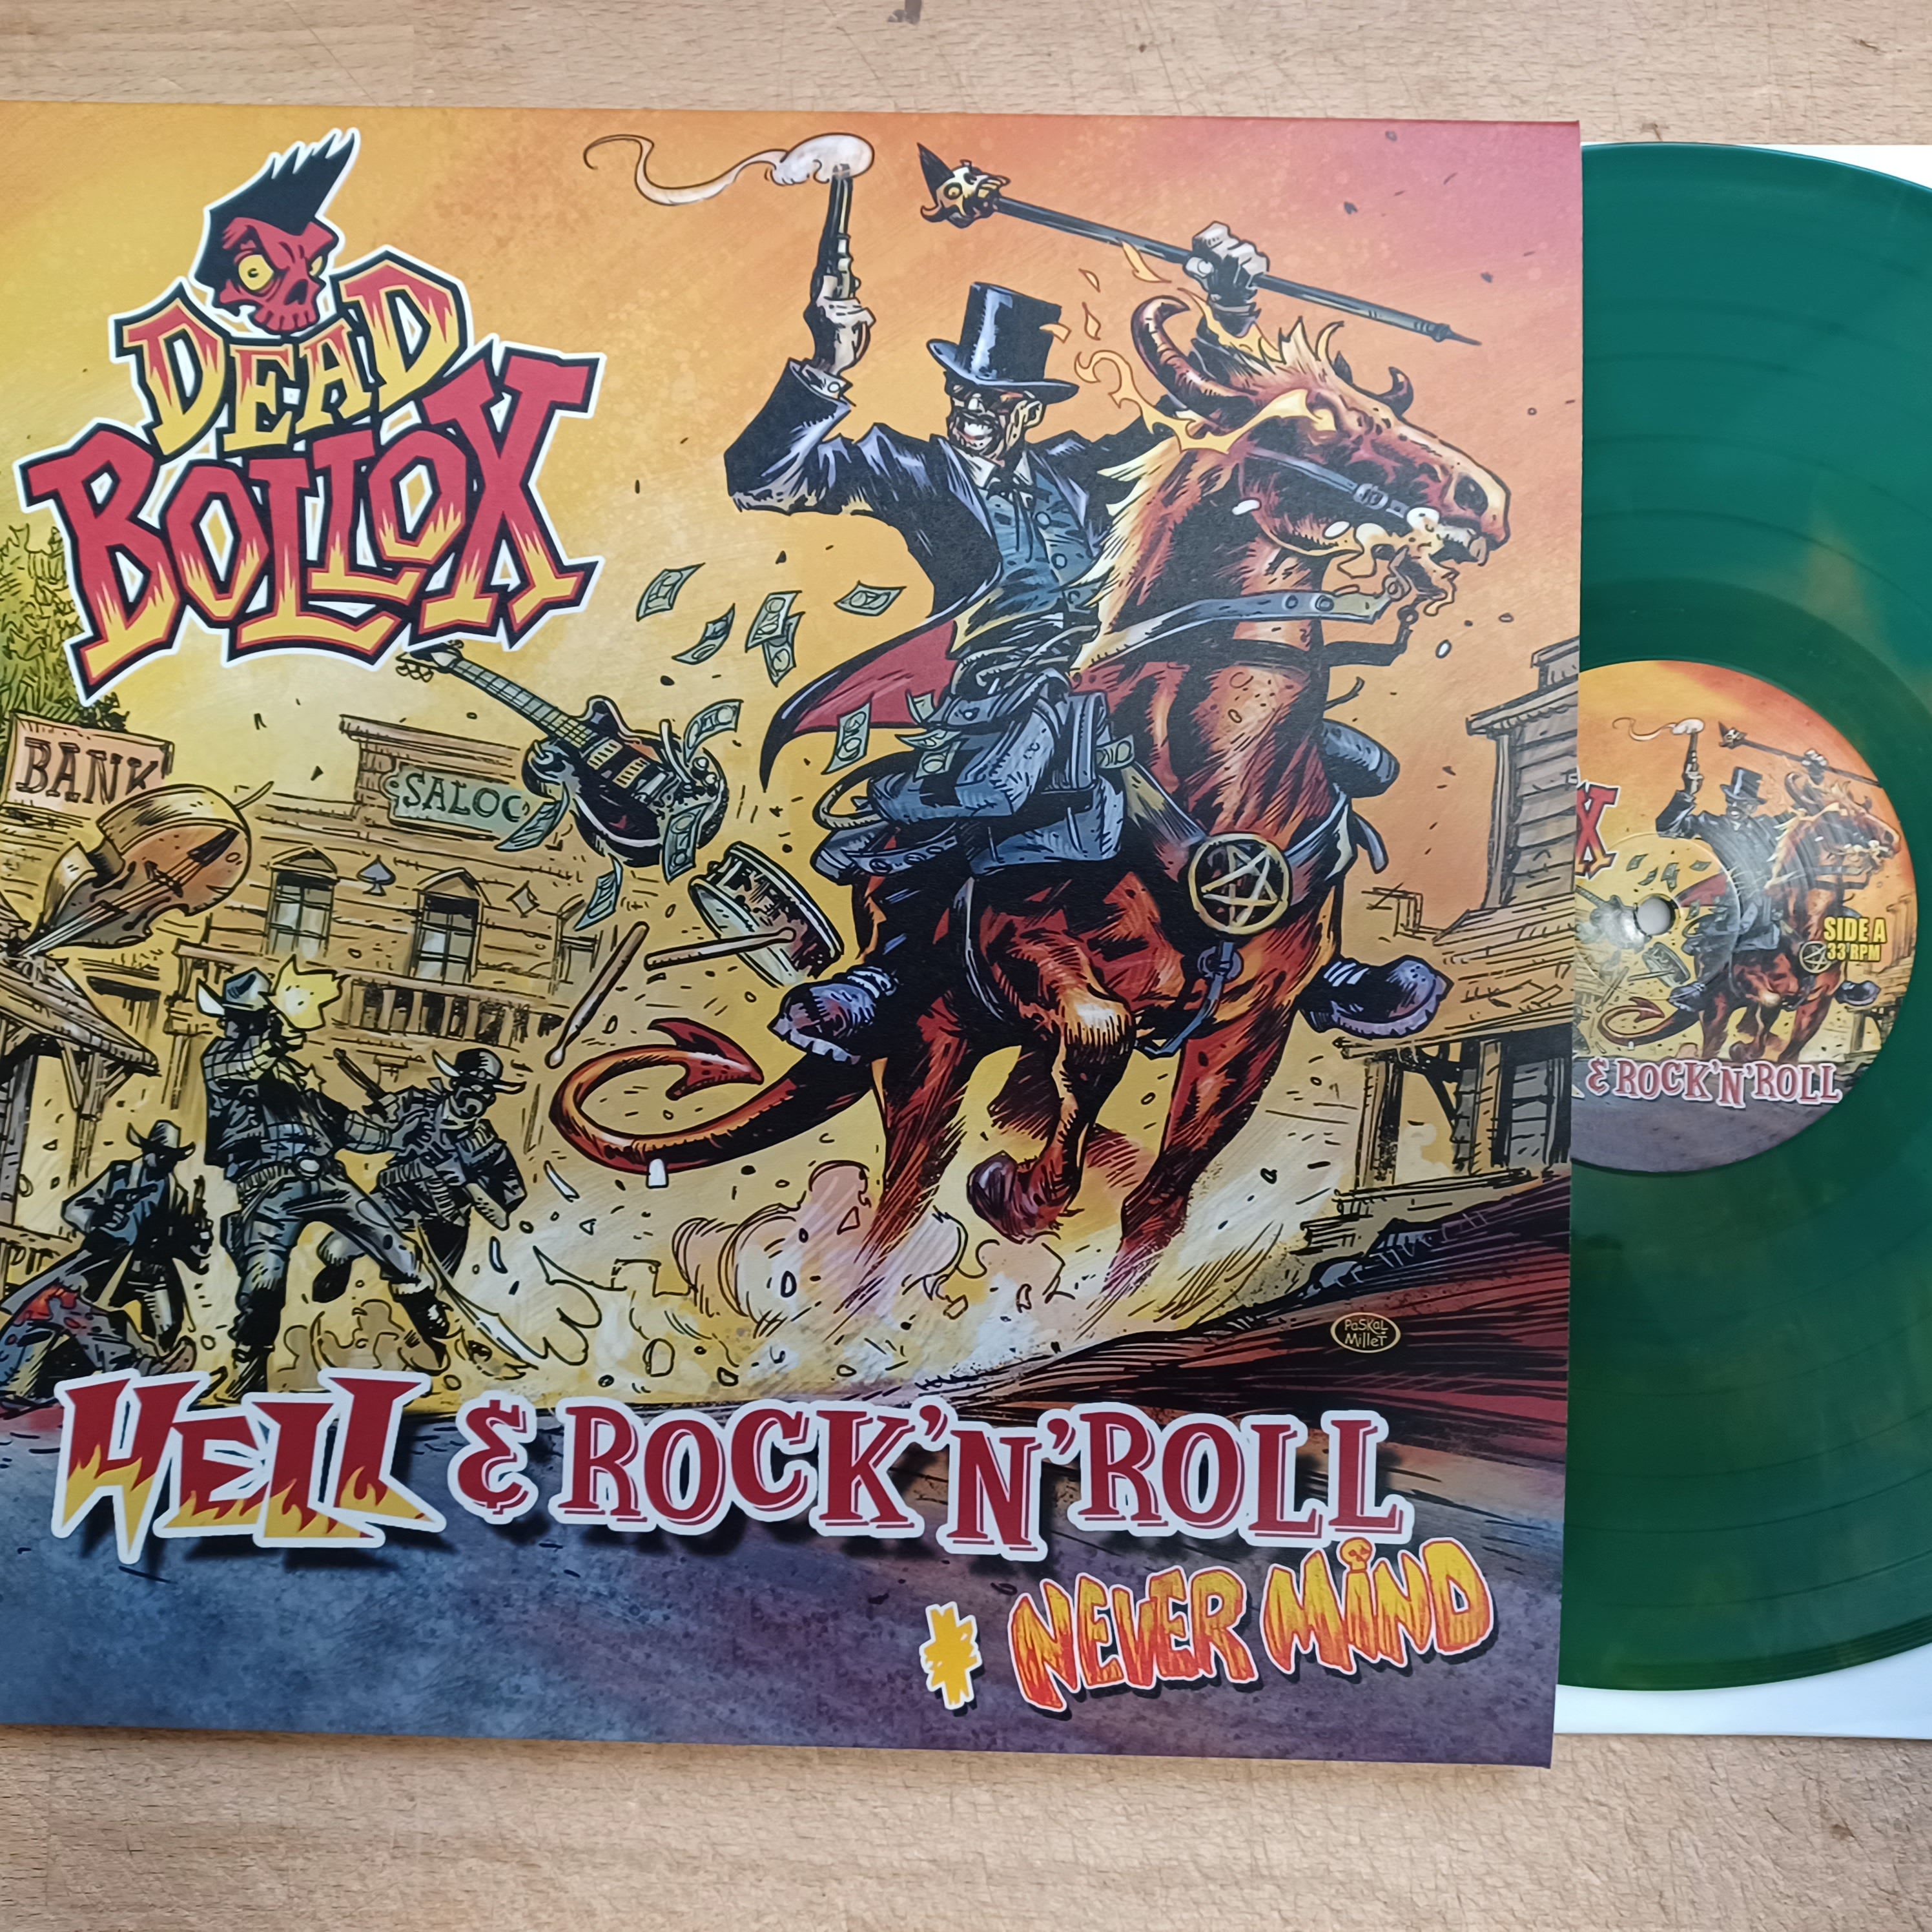 DEAD
BOLLOX
BANK
SALOO
PASKAL
MILLET
HELL & ROCK'N'ROLL
* NEVER MIND
X
SIDE A
33 RPM
& ROCK'N'ROLL